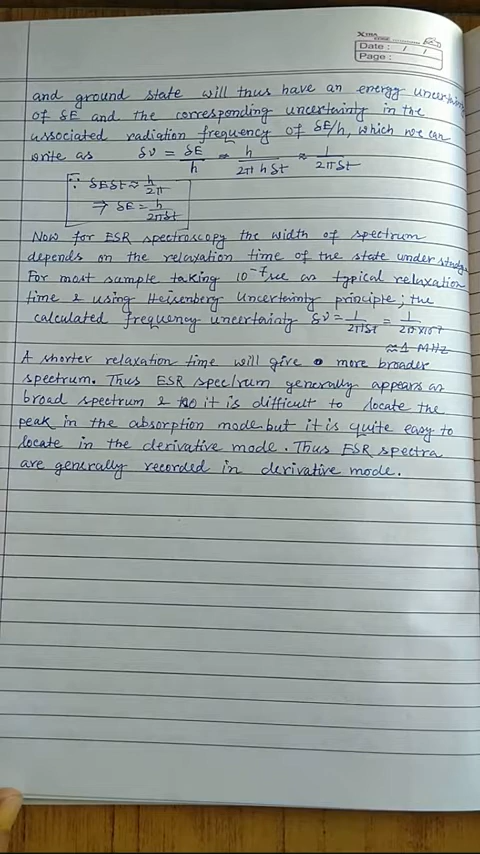 XTRA
EDGE
Date : / /
Page :
and ground state will thus have an energy uncertain
of δE and the corresponding uncertainty in the
associated radiation frequency of δE/h, which we can
write as δν = δE/h ≈ h/2π h δt ≈ 1/2πδt
∵ δEδt ≈ h/2π
⇒ δE = h/2πδt
Now for ESR spectroscopy the width of spectrum
depends on the relaxation time of the state under study.
For most sample taking 10⁻⁷sec as typical relaxation
time & using Heisenberg Uncertainty principle; the
calculated frequency uncertainty δν = 1/2πδt = 1/2π×10⁻⁷
≈ 1 MHz
A shorter relaxation time will give more broader
spectrum. Thus ESR spectrum generally appears as
broad spectrum & so it is difficult to locate the
peak in the absorption mode but it is quite easy to
locate in the derivative mode. Thus ESR spectra
are generally recorded in derivative mode.